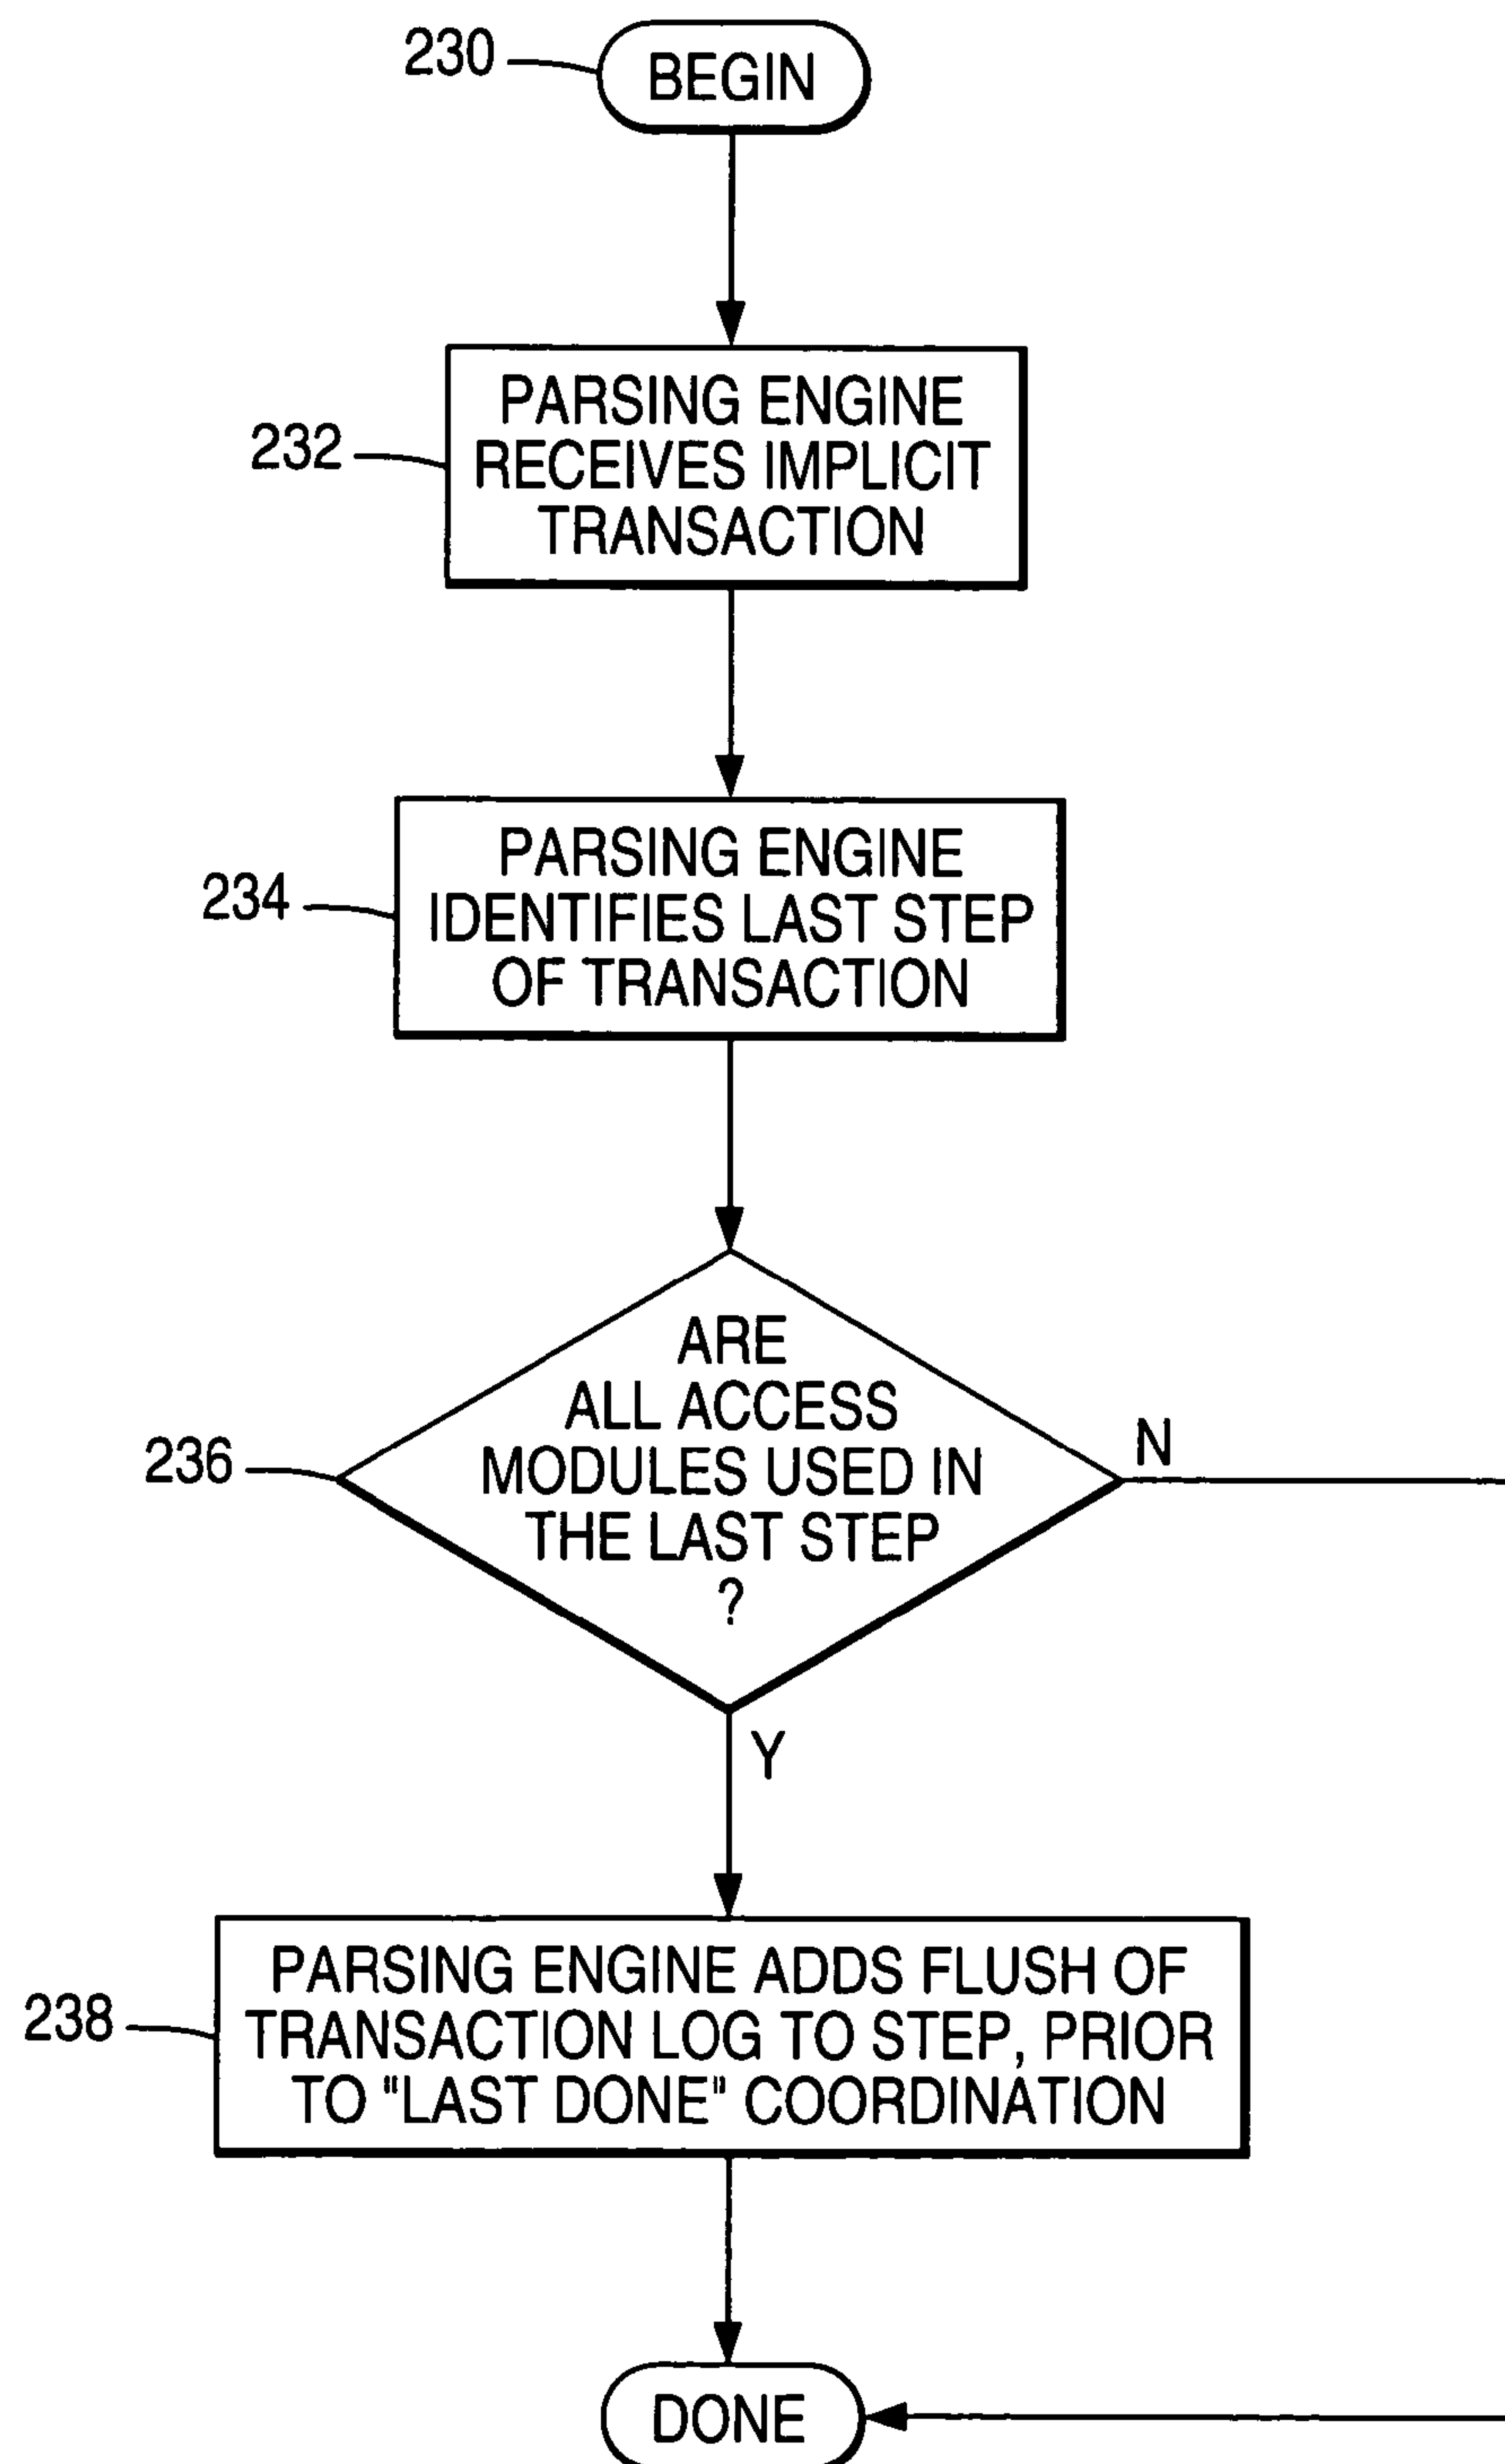 230
BEGIN
232
PARSING ENGINE
RECEIVES IMPLICIT
TRANSACTION
234
PARSING ENGINE
IDENTIFIES LAST STEP
OF TRANSACTION
236
ARE
ALL ACCESS
MODULES USED IN
THE LAST STEP
?
N
Y
238
PARSING ENGINE ADDS FLUSH OF
TRANSACTION LOG TO STEP, PRIOR
TO "LAST DONE" COORDINATION
DONE